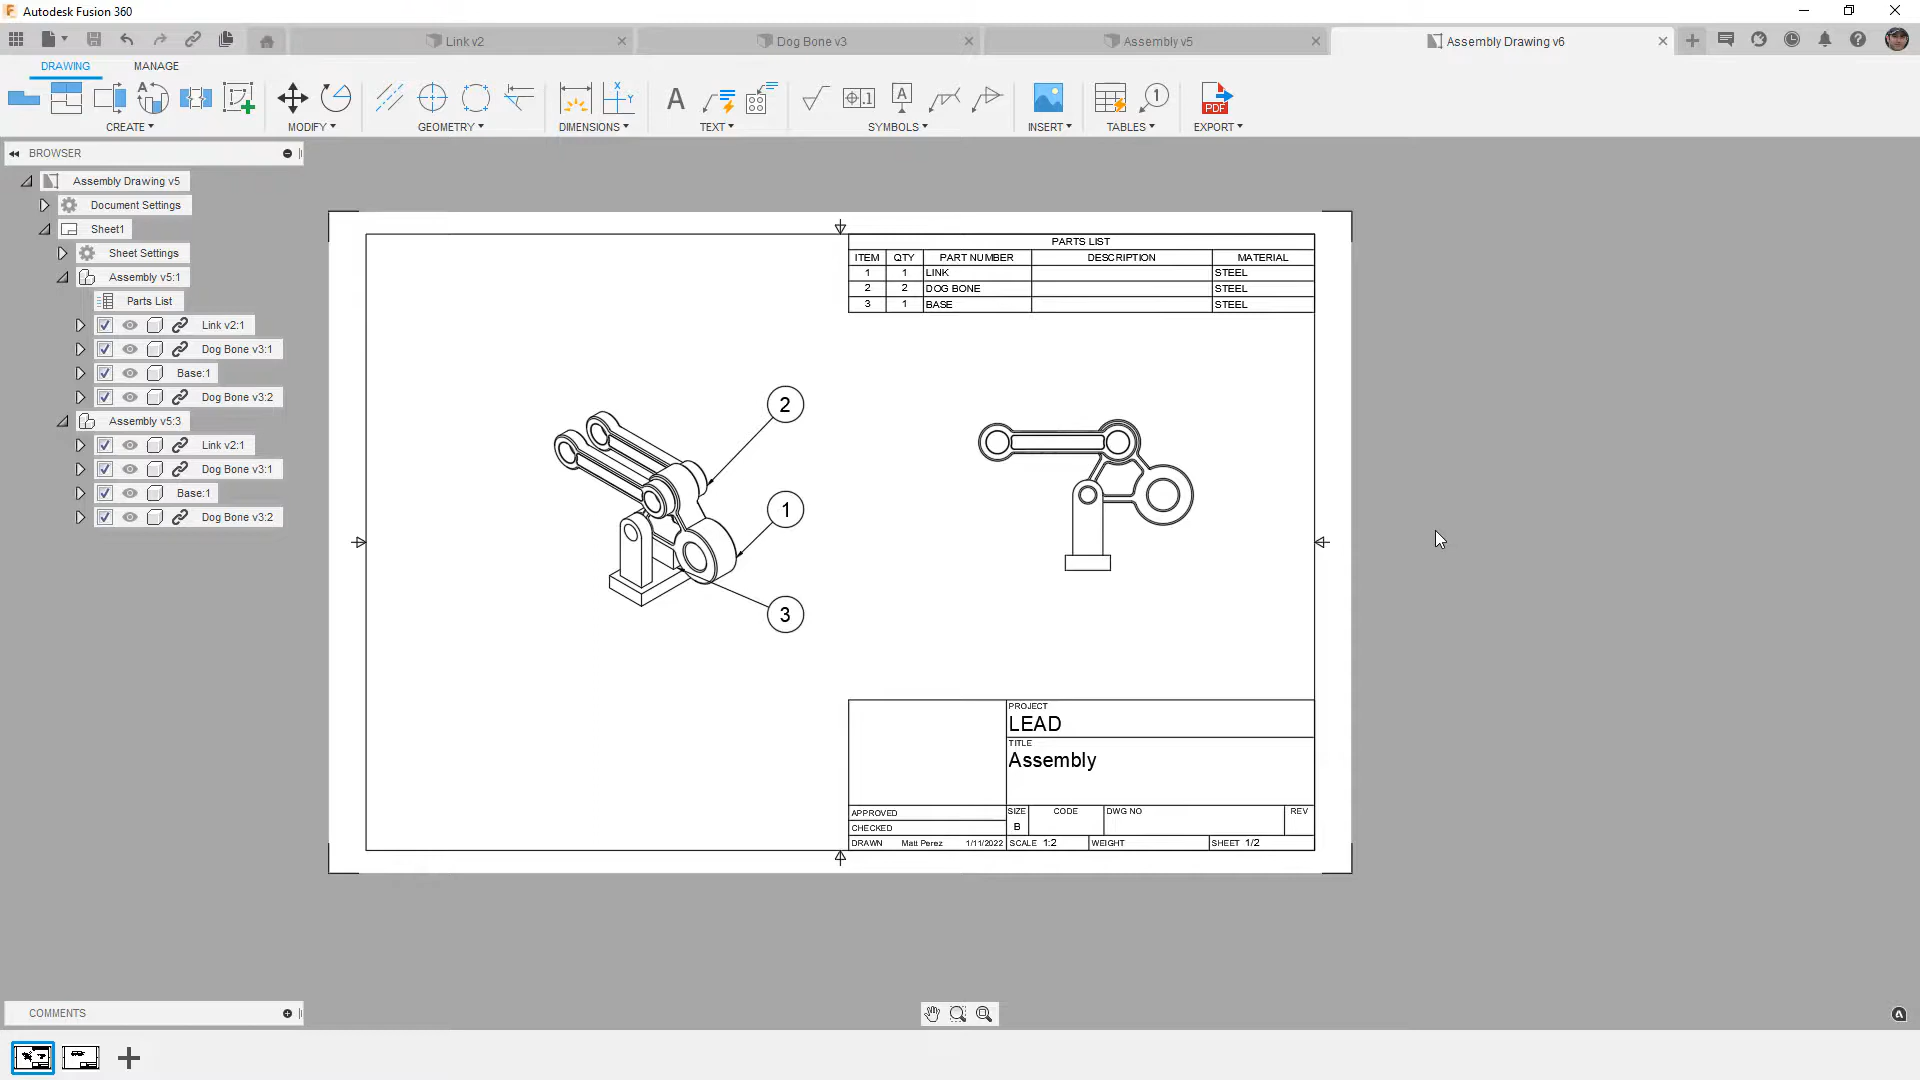 Autodesk Fusion 360
Link v2
Dog Bone v3
Assembly v5
Assembly Drawing v6
DRAWING
MANAGE
CREATE
MODIFY
GEOMETRY
DIMENSIONS
TEXT
SYMBOLS
INSERT
TABLES
EXPORT
BROWSER
Assembly Drawing v5
Document Settings
Sheet1
Sheet Settings
Assembly v5:1
Parts List
Link v2:1
Dog Bone v3:1
Base:1
Dog Bone v3:2
Assembly v5:3
Link v2:1
Dog Bone v3:1
Base:1
Dog Bone v3:2
PARTS LIST
ITEM QTY PART NUMBER DESCRIPTION MATERIAL
1 1 LINK STEEL
2 2 DOG BONE STEEL
3 1 BASE STEEL
2
1
3
PROJECT
LEAD
TITLE
Assembly
APPROVED
CHECKED
DRAWN Matt Perez 1/11/2022
SIZE CODE DWG NO REV
B
SCALE 1:2 WEIGHT SHEET 1/2
COMMENTS